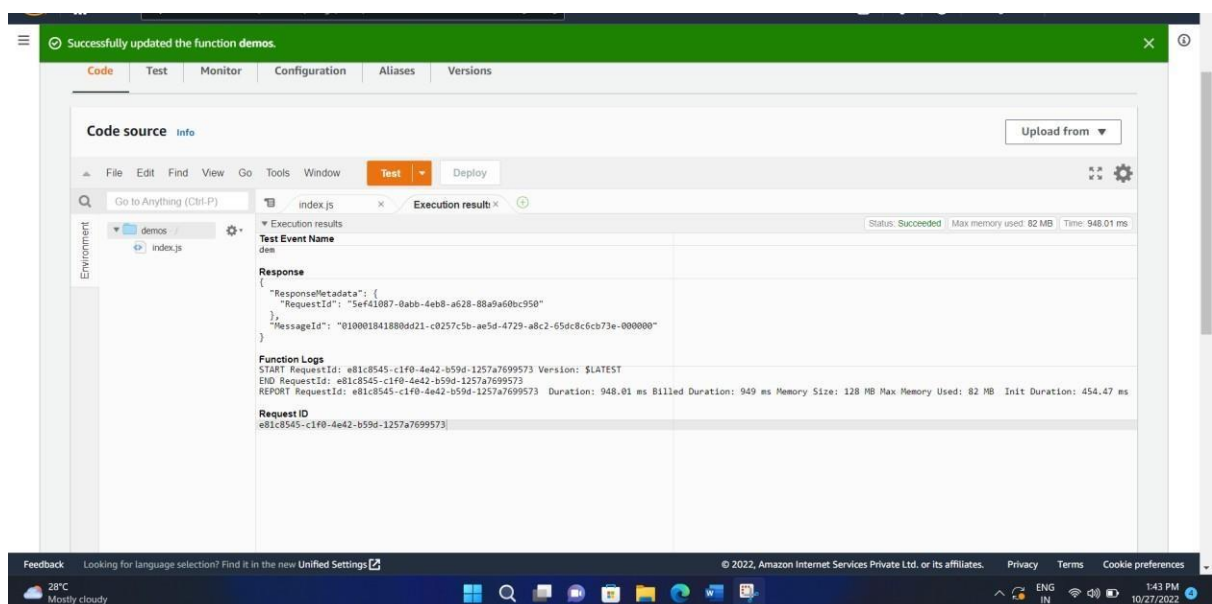 Successfully updated the function demos.
Code Test Monitor Configuration Aliases Versions
Code source Info
Upload from
File Edit Find View Go Tools Window Test Deploy
Go to Anything (Ctrl-P)
index.js
Execution results
Environment
demos /
index.js
Execution results
Status: Succeeded Max memory used: 82 MB Time: 948.01 ms
Test Event Name
dem
Response
{
"ResponseMetadata": {
"RequestId": "5ef41087-0abb-4eb8-a628-88a9a60bc950"
},
"MessageId": "010001841880dd21-c0257c5b-ae5d-4729-a8c2-65dc8c6cb73e-000000"
}
Function Logs
START RequestId: e81c8545-c1f0-4e42-b59d-1257a7699573 Version: $LATEST
END RequestId: e81c8545-c1f0-4e42-b59d-1257a7699573
REPORT RequestId: e81c8545-c1f0-4e42-b59d-1257a7699573 Duration: 948.01 ms Billed Duration: 949 ms Memory Size: 128 MB Max Memory Used: 82 MB Init Duration: 454.47 ms
Request ID
e81c8545-c1f0-4e42-b59d-1257a7699573
Feedback Looking for language selection? Find it in the new Unified Settings © 2022, Amazon Internet Services Private Ltd. or its affiliates. Privacy Terms Cookie preferences
28°C
Mostly cloudy
ENG
IN
1:43 PM
10/27/2022
4